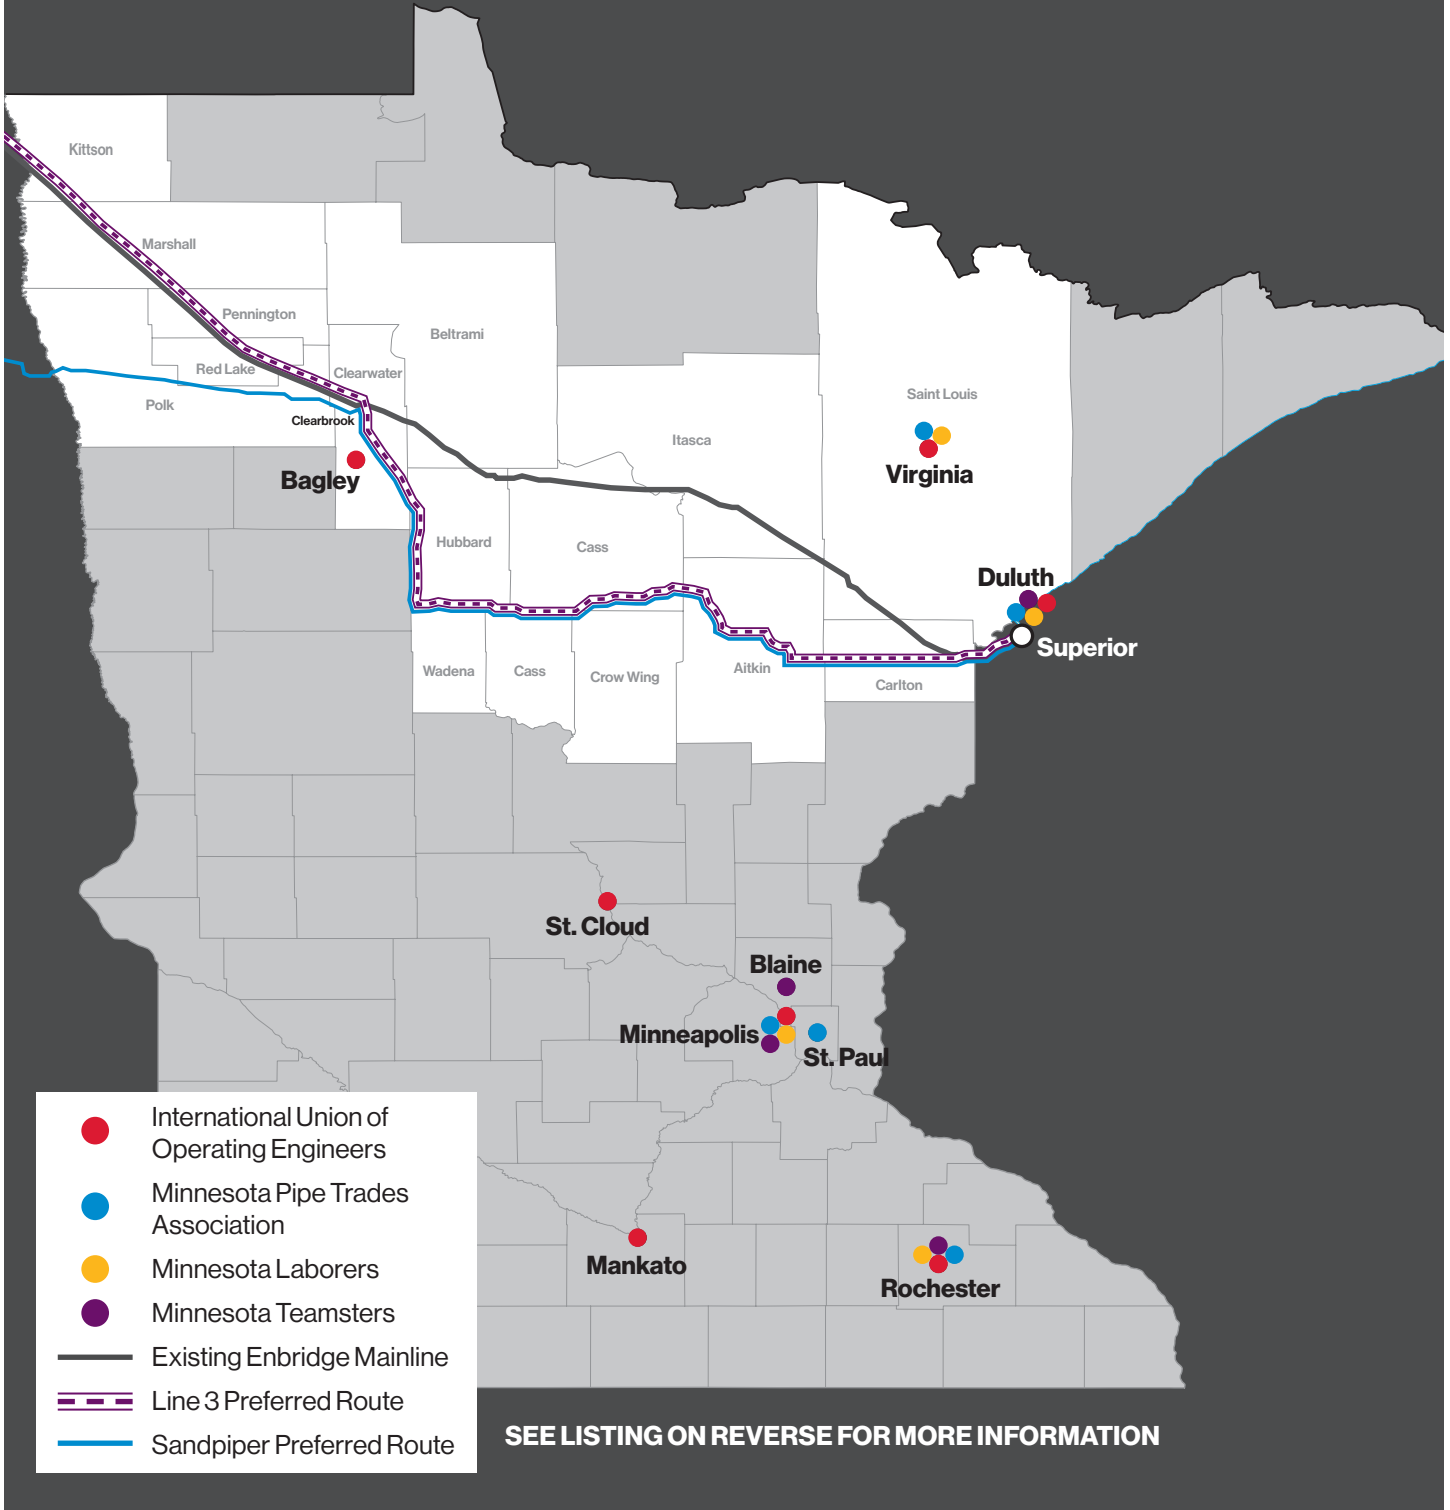 Kittson
Marshall
Pennington
Beltrami
Red Lake
Clearwater
Polk
Clearbrook
Saint Louis
Itasca
Bagley
Virginia
Hubbard
Cass
Duluth
Superior
Wadena
Cass
Crow Wing
Aitkin
Carlton
St. Cloud
Blaine
Minneapolis
St. Paul
Mankato
Rochester
International Union of
Operating Engineers
Minnesota Pipe Trades
Association
Minnesota Laborers
Minnesota Teamsters
Existing Enbridge Mainline
Line 3 Preferred Route
Sandpiper Preferred Route
SEE LISTING ON REVERSE FOR MORE INFORMATION